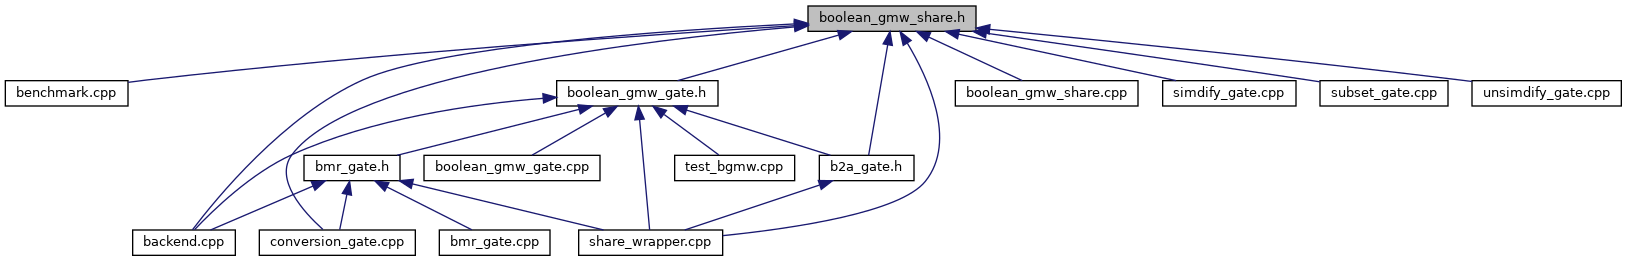 boolean_gmw_share.h
benchmark.cpp
boolean_gmw_gate.h
boolean_gmw_share.cpp
simdify_gate.cpp
subset_gate.cpp
unsimdify_gate.cpp
bmr_gate.h
boolean_gmw_gate.cpp
test_bgmw.cpp
b2a_gate.h
backend.cpp
conversion_gate.cpp
bmr_gate.cpp
share_wrapper.cpp